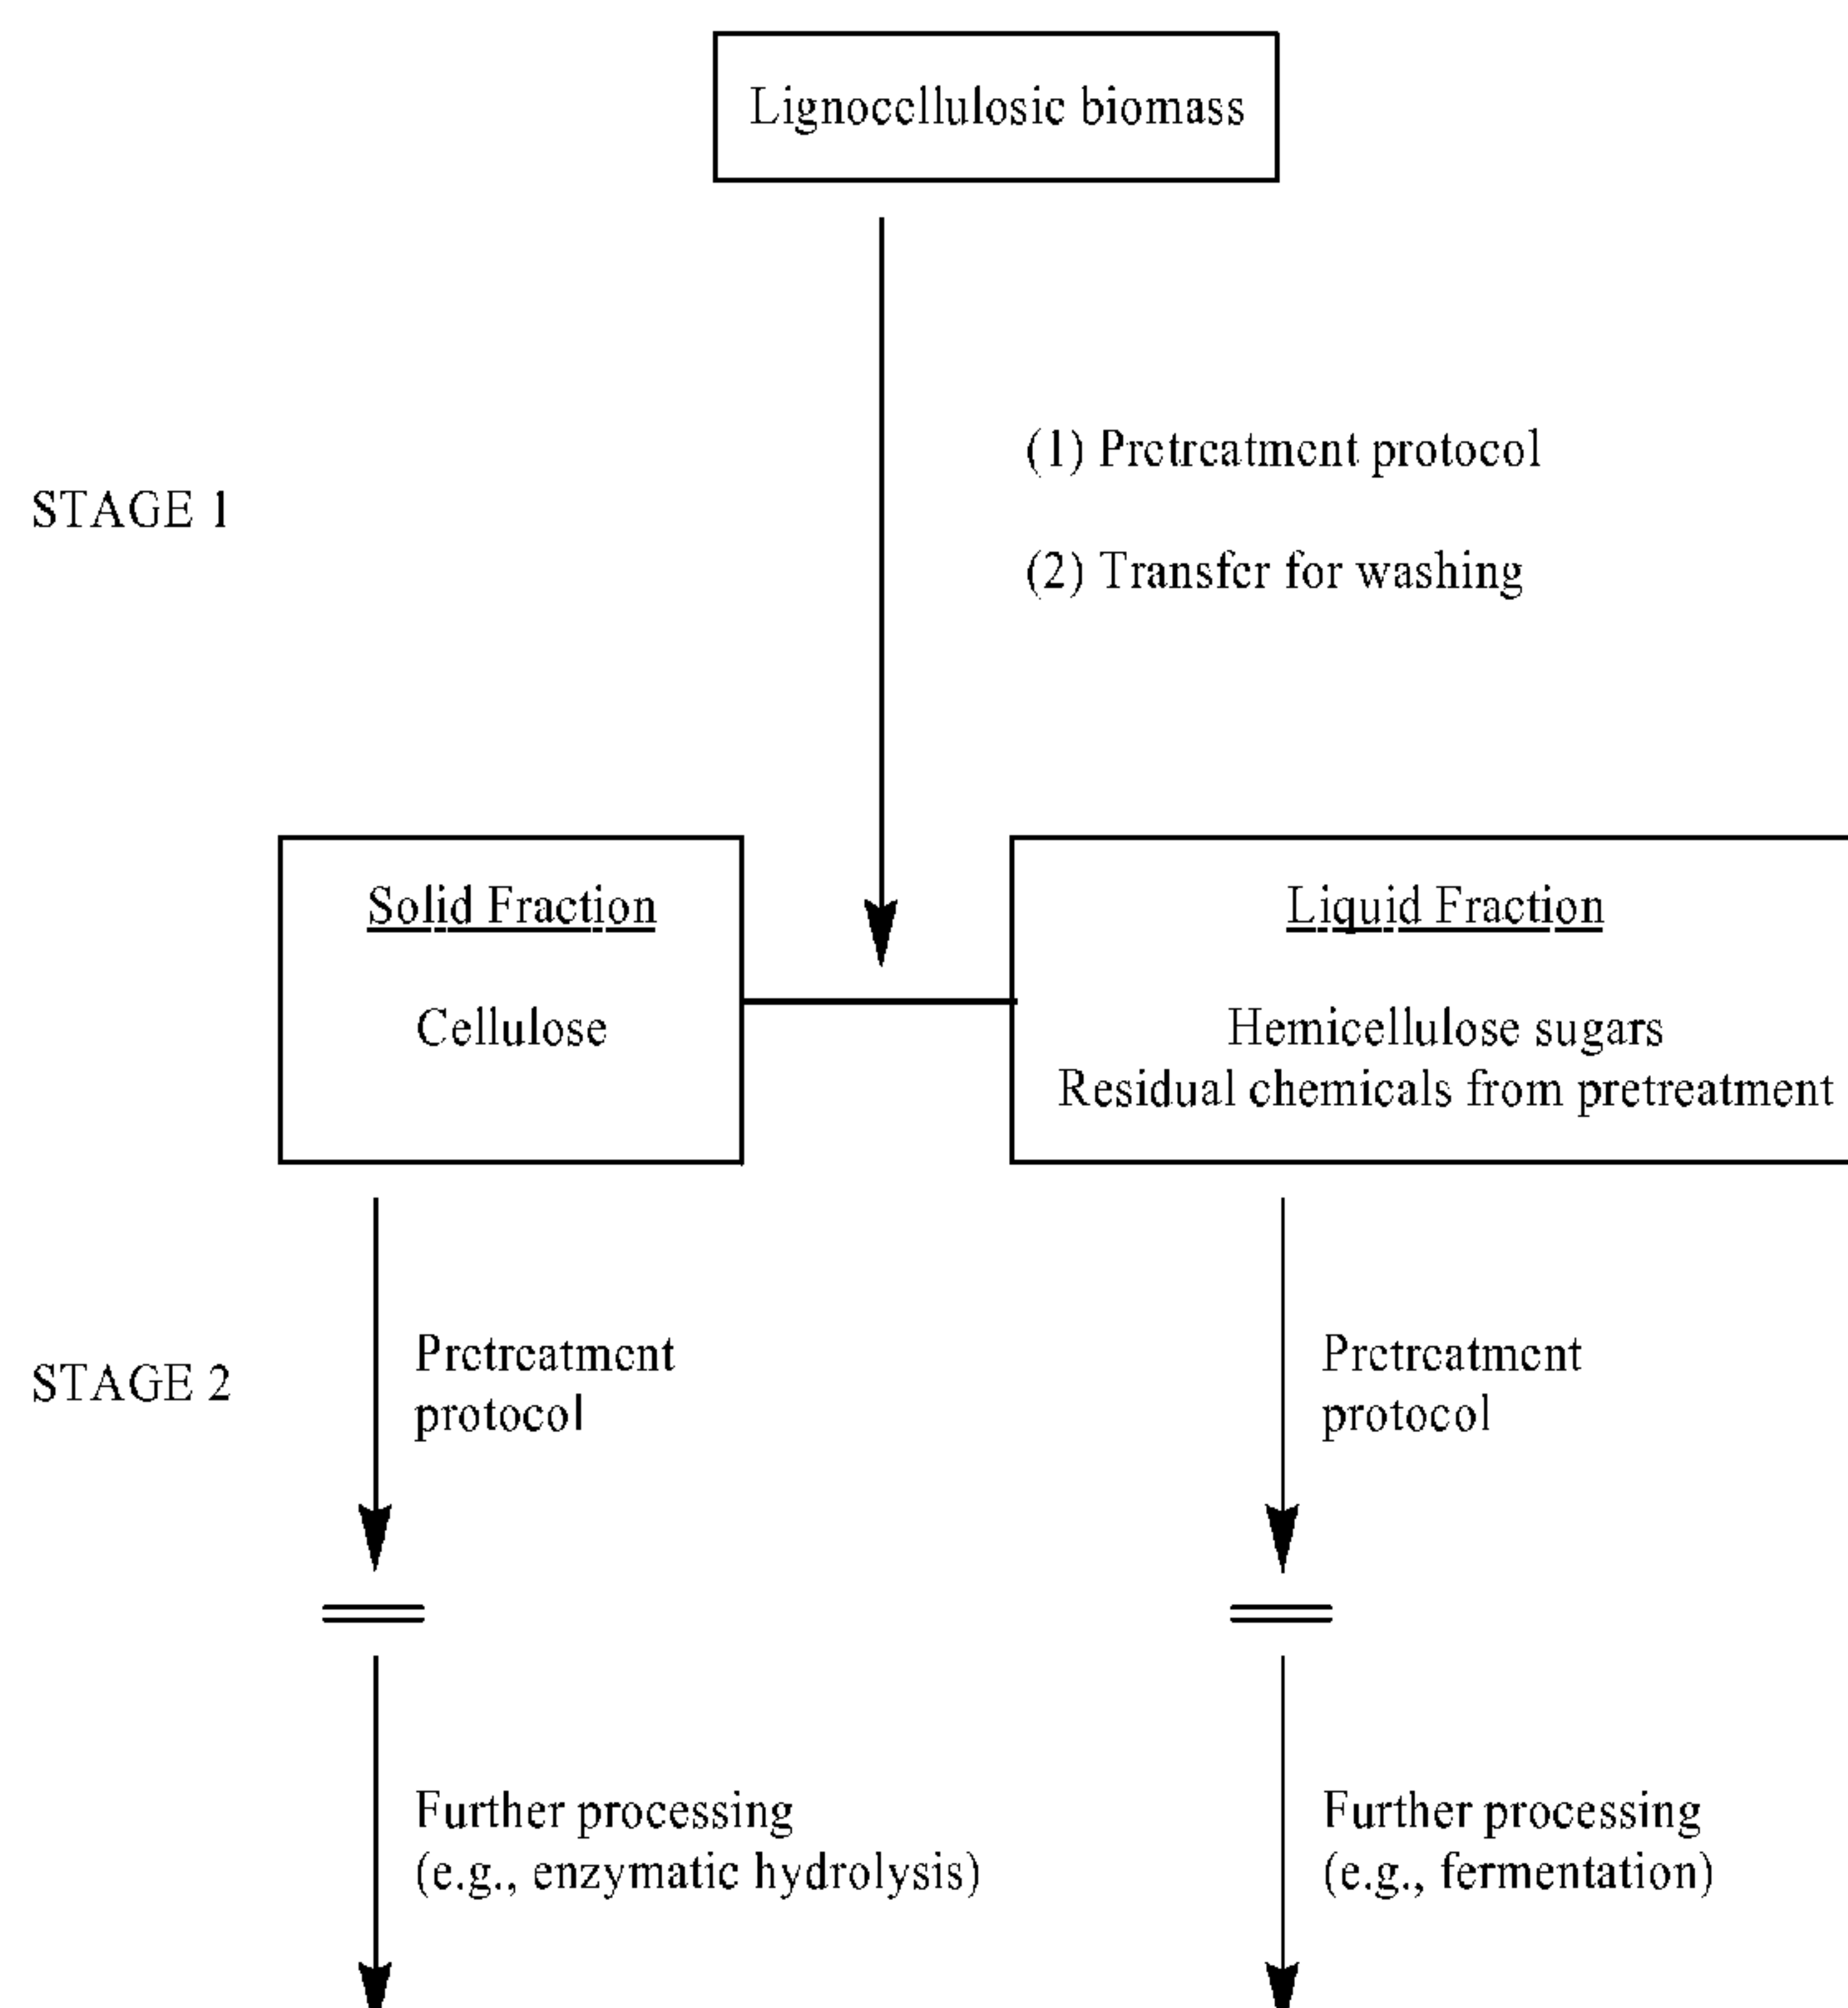 Lignocellulosic biomass
STAGE 1
(1) Pretreatment protocol
(2) Transfer for washing
Solid Fraction
Cellulose
Liquid Fraction
Hemicellulose sugars
Residual chemicals from pretreatment
STAGE 2
Pretreatment
protocol
Pretreatment
protocol
Further processing
(e.g., enzymatic hydrolysis)
Further processing
(e.g., fermentation)